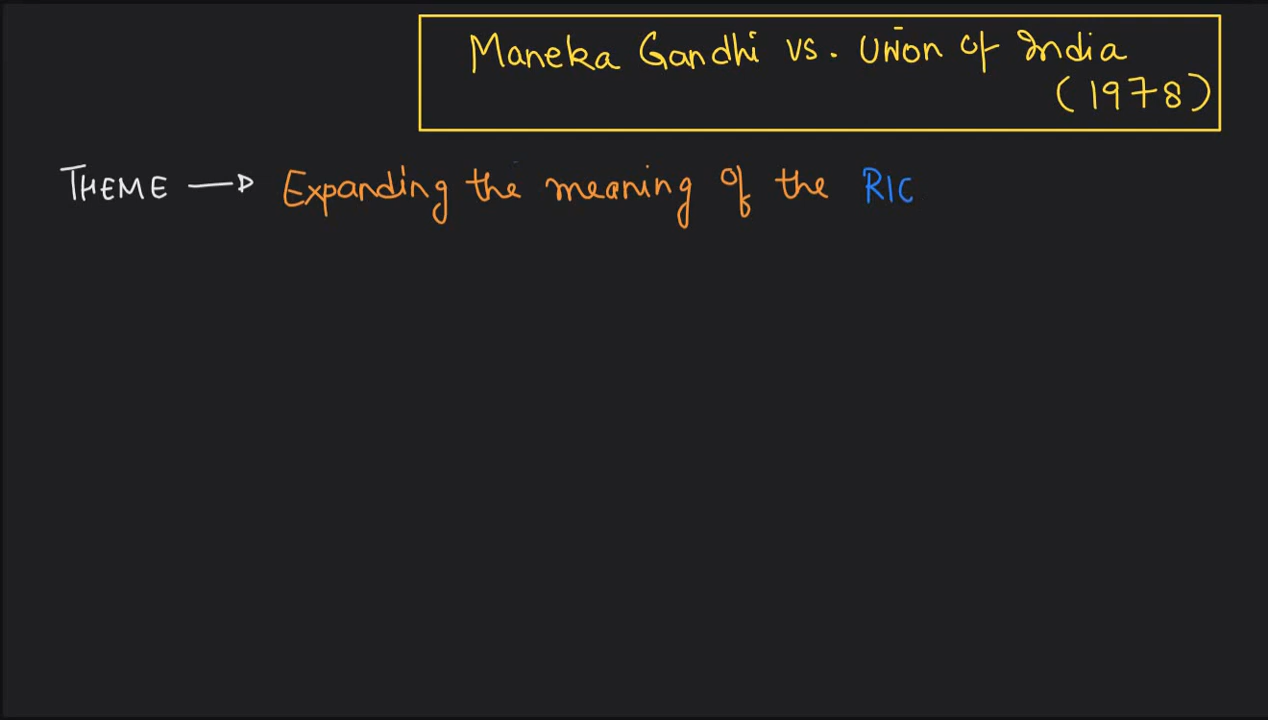 Maneka Gandhi vs. Union of India
(1978)
THEME → Expanding the meaning of the RIC